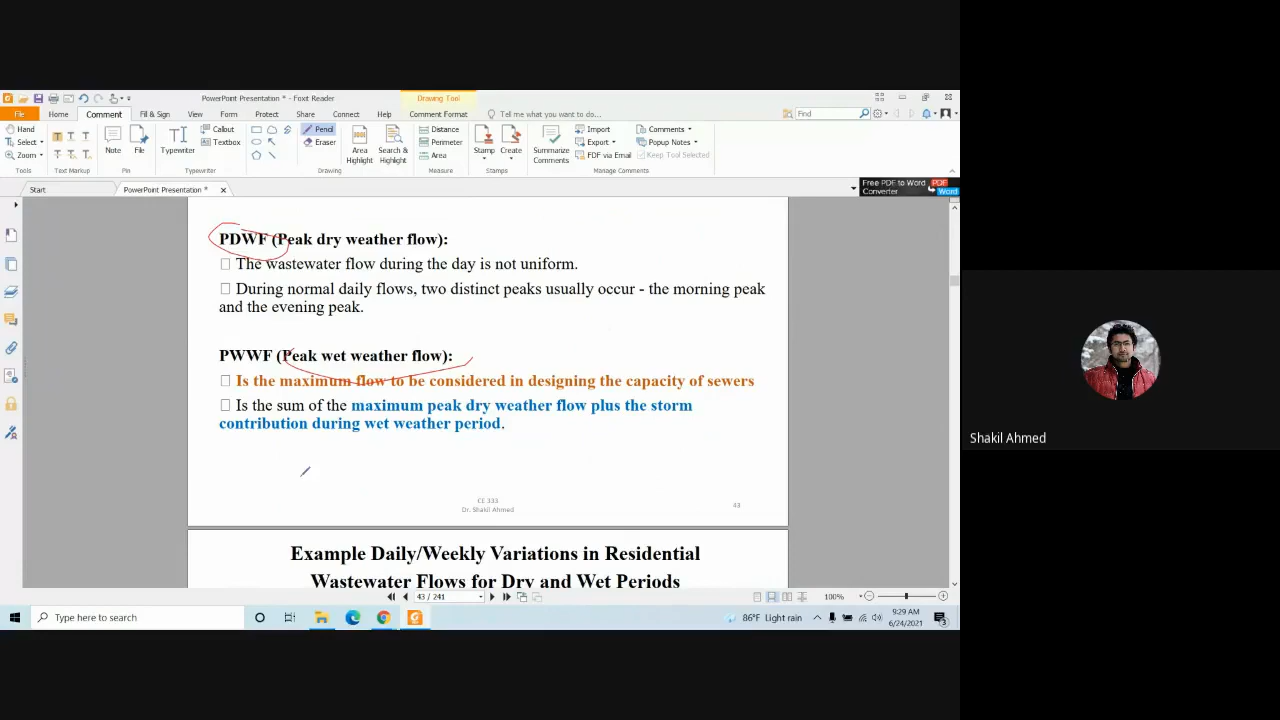 PowerPoint Presentation * - Foxit Reader
Drawing Tool
File Home Comment Fill & Sign View Form Protect Share Connect Help Comment Format Tell me what you want to do... Find
Hand Select Zoom Tools
Text Markup
Note File Pin
Typewriter Callout Textbox Typewriter
Pencil Eraser Drawing
Area Highlight Search & Highlight
Distance Perimeter Area Measure
Stamp Create Stamps
Summarize Comments Import Export FDF via Email Comments Popup Notes Keep Tool Selected Manage Comments
Start PowerPoint Presentation *
Free PDF to Word Converter PDF Word
PDWF (Peak dry weather flow):
The wastewater flow during the day is not uniform.
During normal daily flows, two distinct peaks usually occur - the morning peak
and the evening peak.
PWWF (Peak wet weather flow):
Is the maximum flow to be considered in designing the capacity of sewers
Is the sum of the maximum peak dry weather flow plus the storm
contribution during wet weather period.
CE 333
Dr. Shakil Ahmed
43
Example Daily/Weekly Variations in Residential
Wastewater Flows for Dry and Wet Periods
43 / 241 100%
Type here to search
86°F Light rain
9:29 AM
6/24/2021
3
Shakil Ahmed